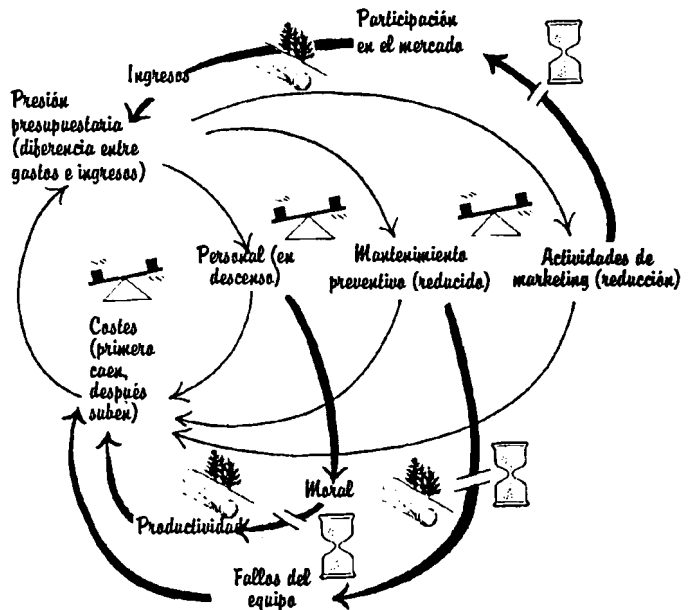 Participación
en el mercado
Ingresos
Presión
presupuestaria
(diferencia entre
gastos e ingresos)
Personal (en
descenso)
Mantenimiento
preventivo (reducido)
Actividades de
marketing (reducción)
Costes
(primero
caen,
después
suben)
Moral
Productividad
Fallos del
equipo